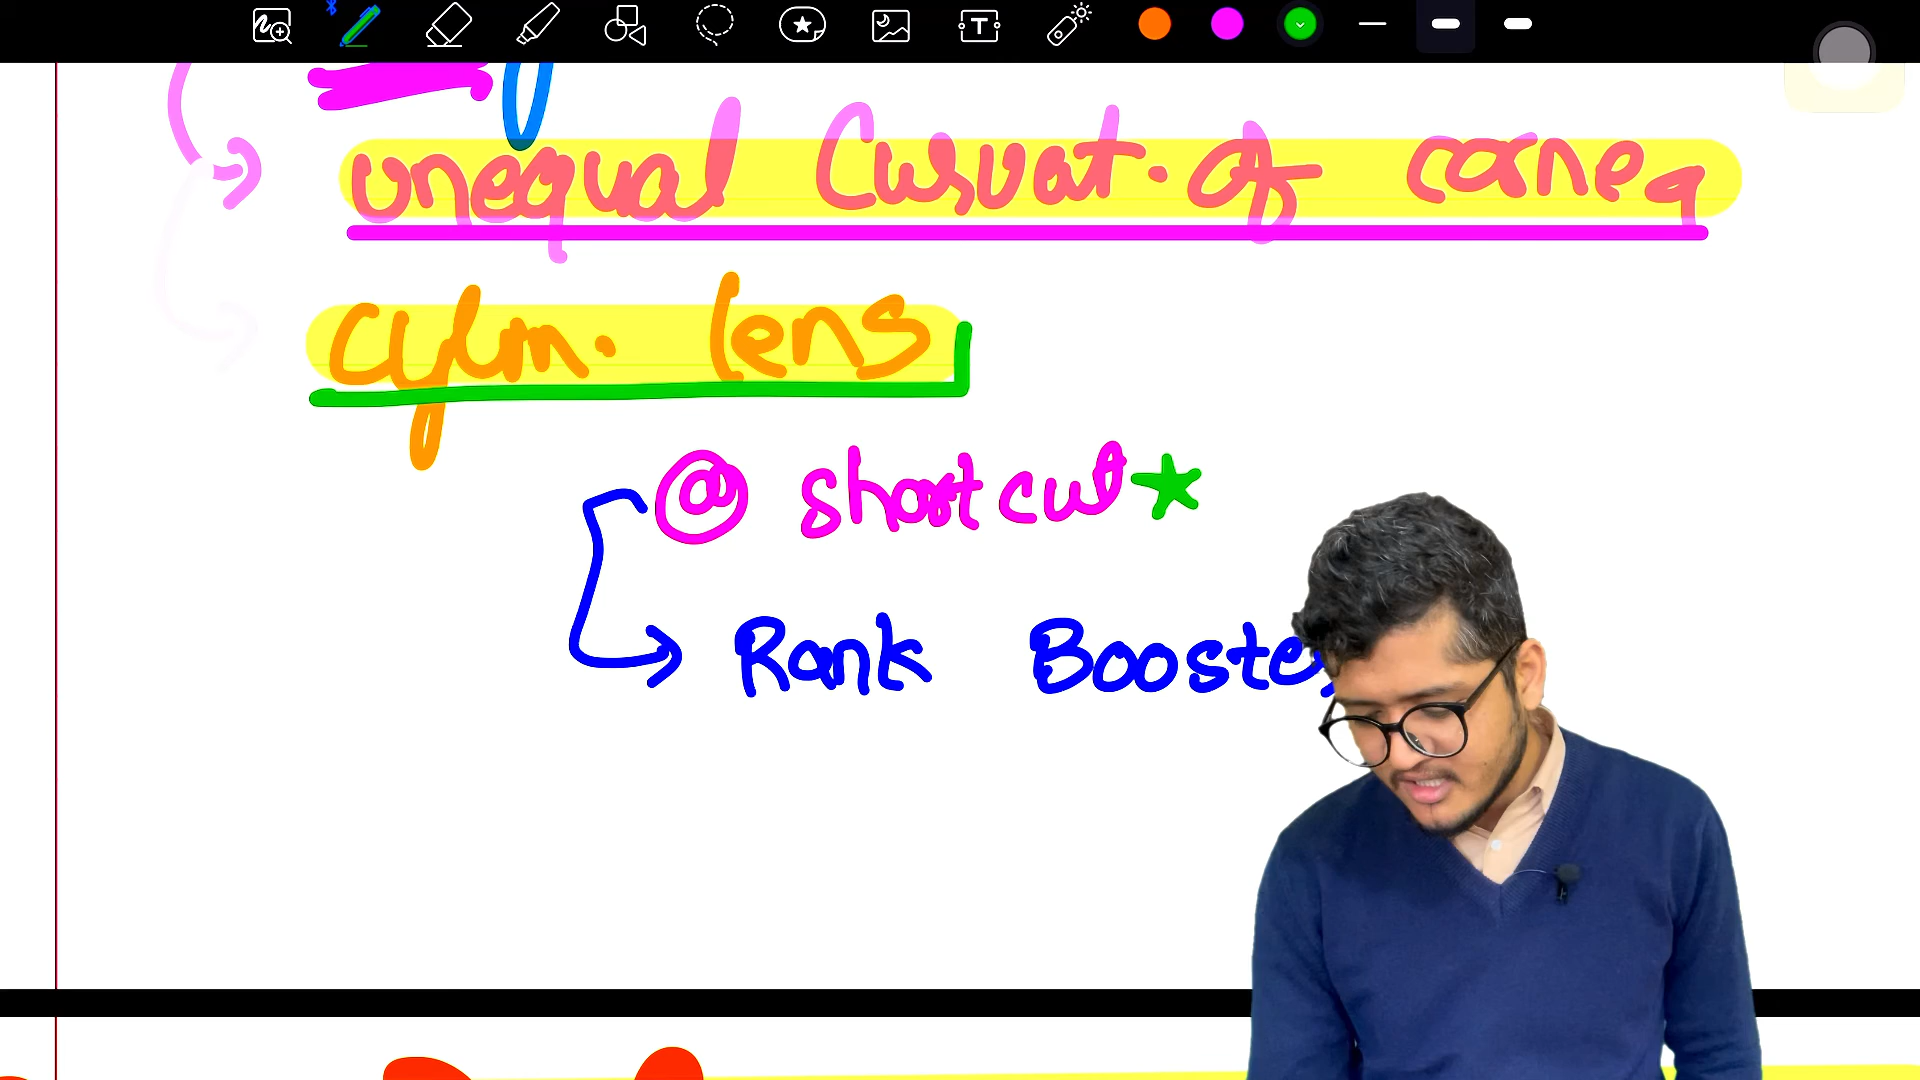 unequal Curvat. of cornea
Cylin. lens
@ shortcut
Rank Booste